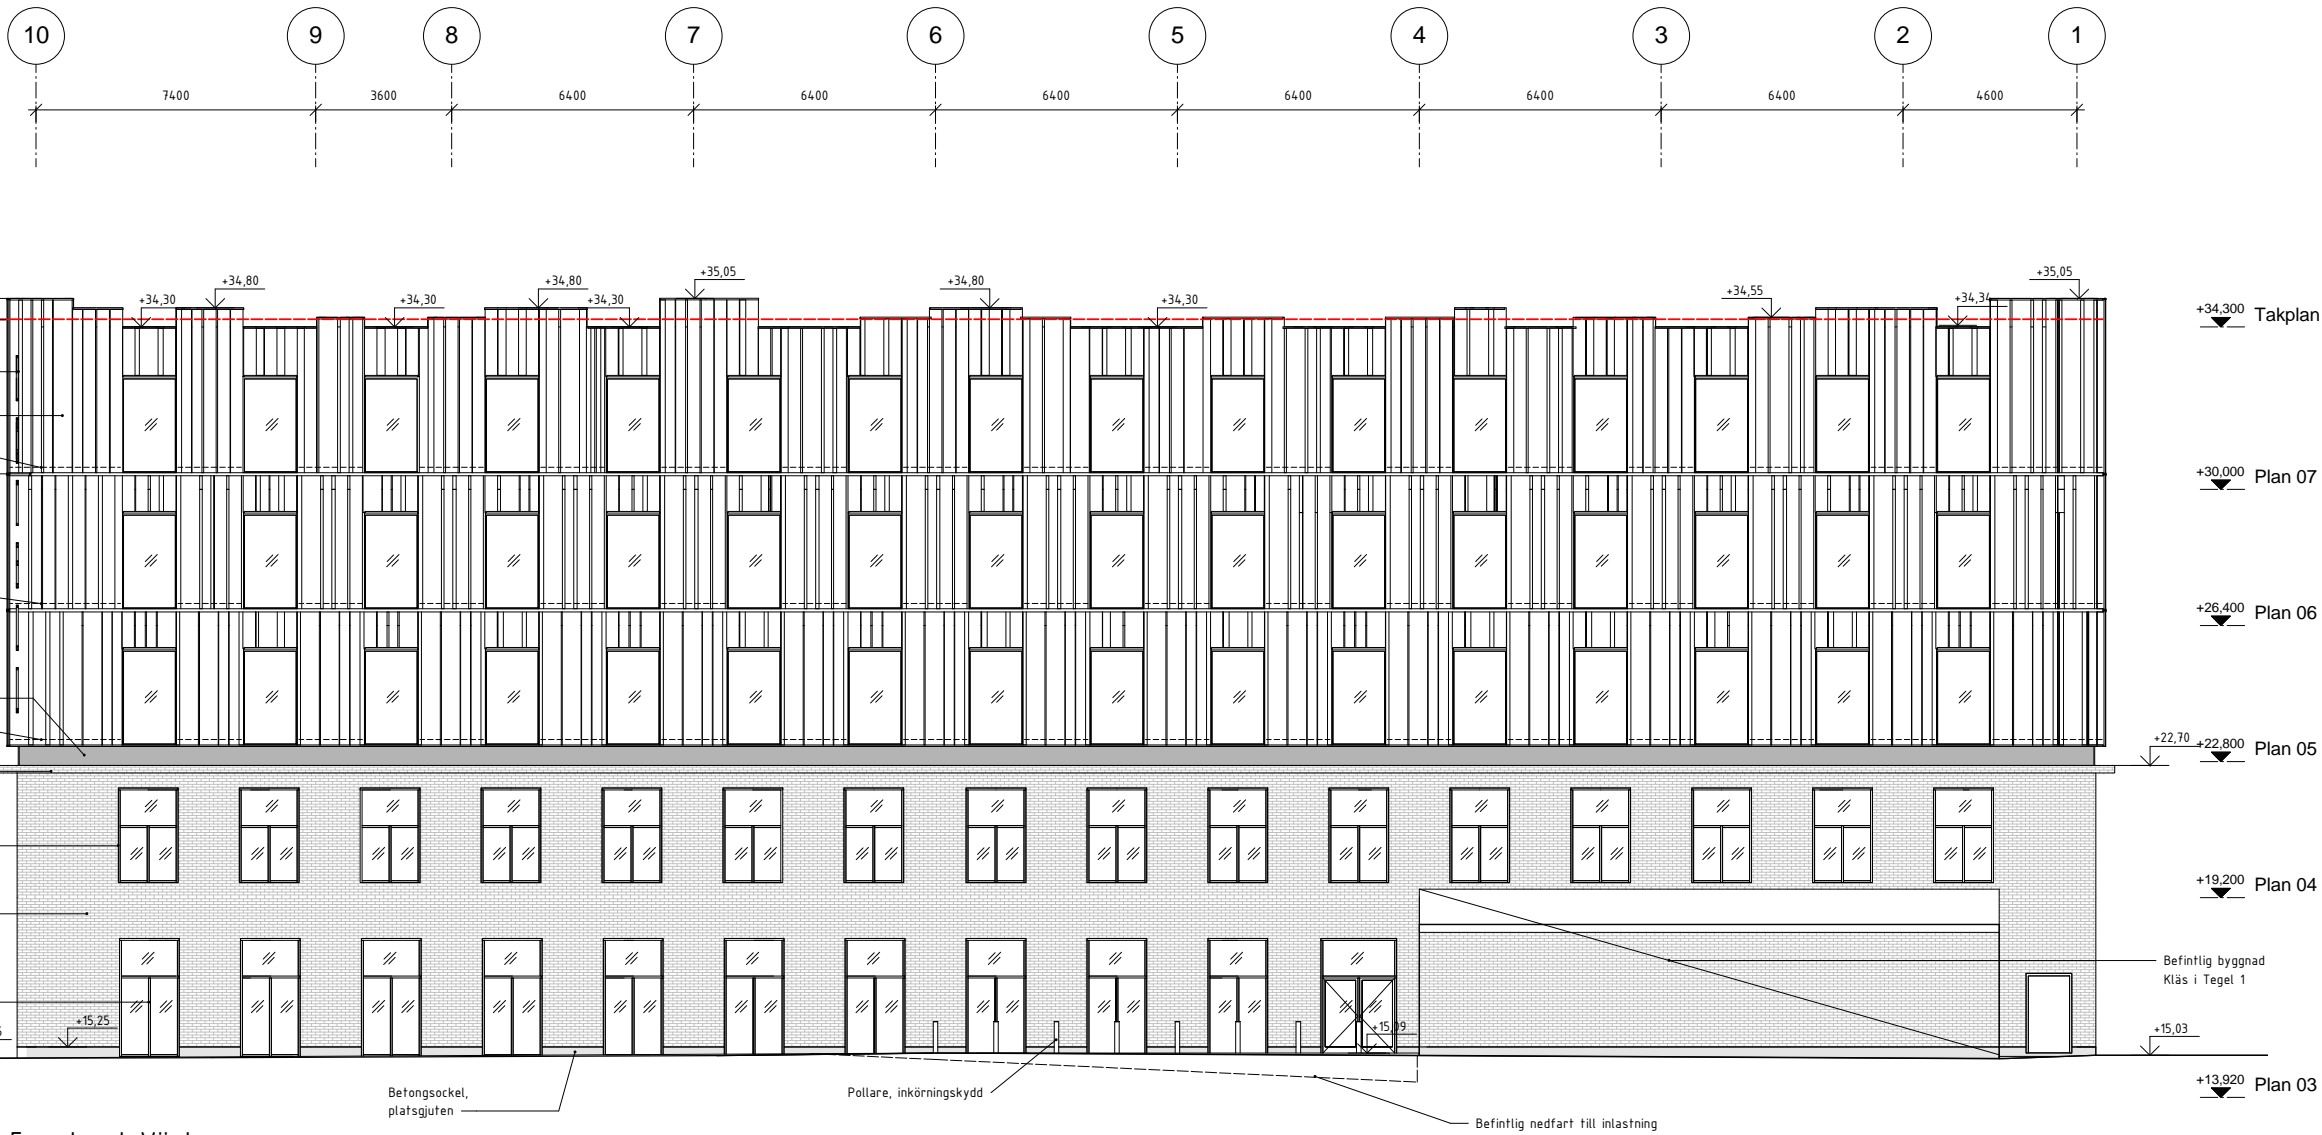 10 9 8 7 6 5 4 3 2 1
7400 3600 6400 6400 6400 6400 6400 6400 4600
+34,80 +34,80 +35,05 +34,80 +34,55 +35,05
+34,30 +34,30 +34,30 +34,30 +34,34
+34,300 Takplan
+30,000 Plan 07
+26,400 Plan 06
+22,70
+22,800 Plan 05
+19,200 Plan 04
Befintlig byggnad
Kläs i Tegel 1
+15,25
+15,09
+15,03
+13,920 Plan 03
Betongsockel,
platsgjuten
Pollare, inkörningskydd
Befintlig nedfart till inlastning